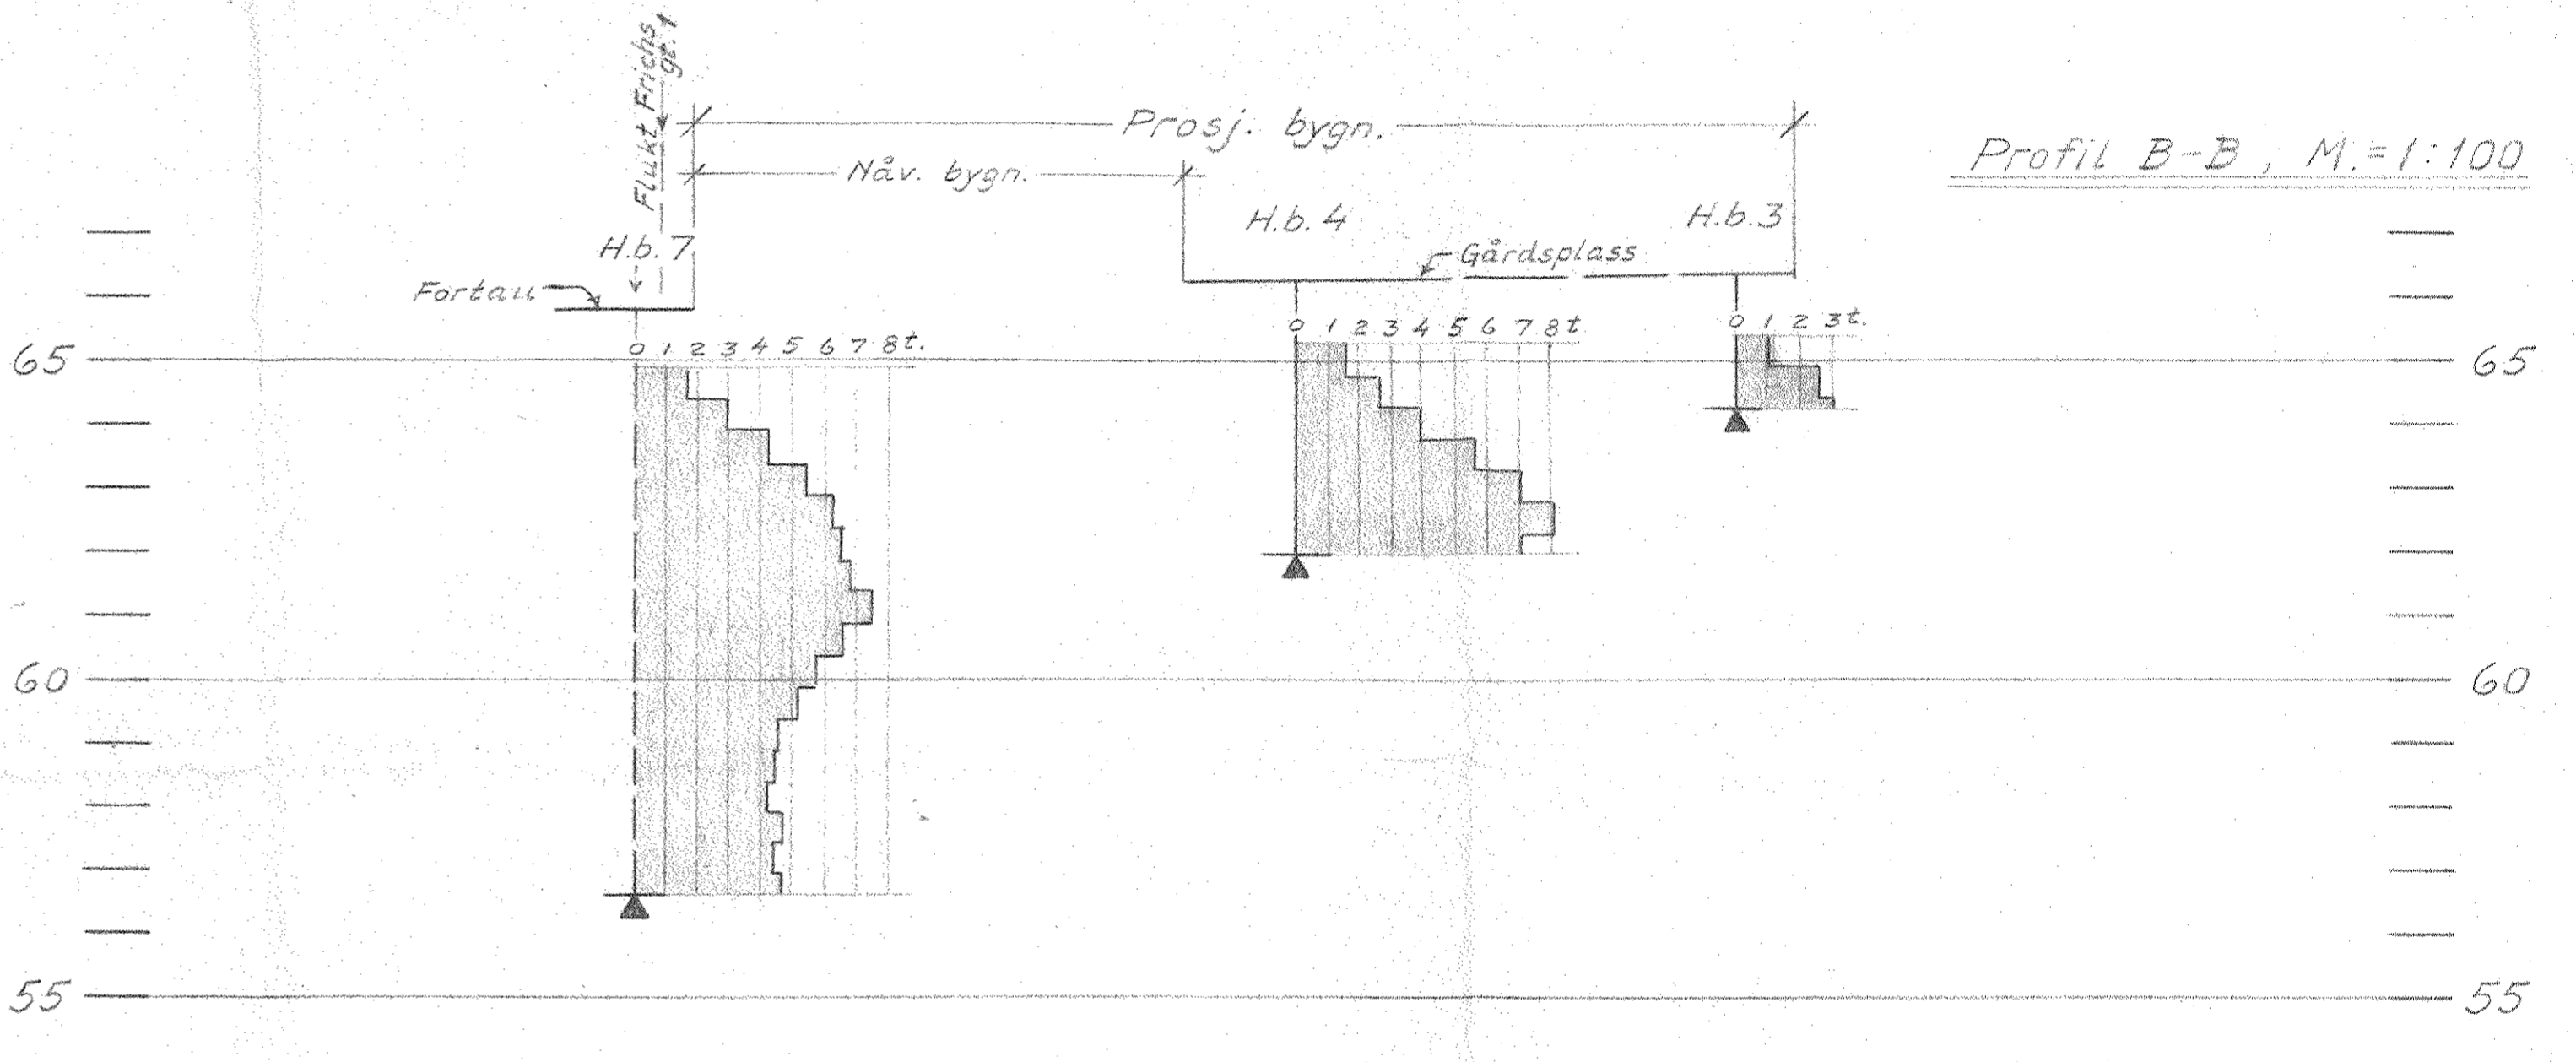 Flukt Frichs
gt. 1
Prosj. bygn.
Nåv. bygn.
Profil B-B, M.=1:100
H.b. 7
H.b. 4
H.b. 3
Gårdsplass
Fortau
0 1 2 3 4 5 6 7 8 t.
0 1 2 3 4 5 6 7 8 t
0 1 2 3 t.
65 65
60 60
55 55